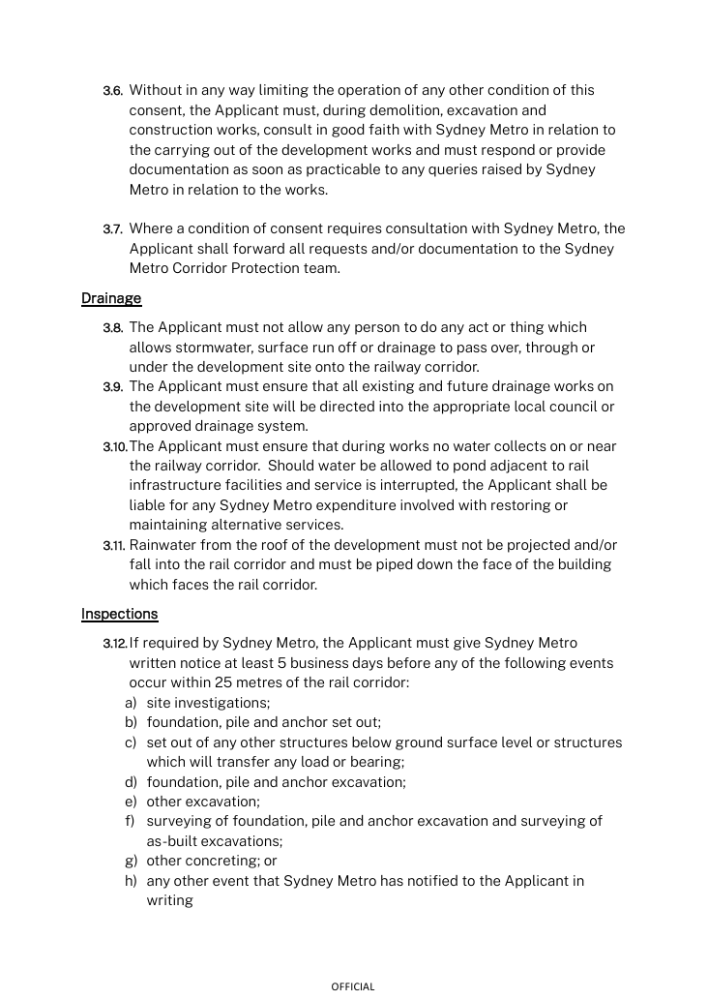 3.6. Without in any way limiting the operation of any other condition of this
consent, the Applicant must, during demolition, excavation and
construction works, consult in good faith with Sydney Metro in relation to
the carrying out of the development works and must respond or provide
documentation as soon as practicable to any queries raised by Sydney
Metro in relation to the works.
3.7. Where a condition of consent requires consultation with Sydney Metro, the
Applicant shall forward all requests and/or documentation to the Sydney
Metro Corridor Protection team.
Drainage
3.8. The Applicant must not allow any person to do any act or thing which
allows stormwater, surface run off or drainage to pass over, through or
under the development site onto the railway corridor.
3.9. The Applicant must ensure that all existing and future drainage works on
the development site will be directed into the appropriate local council or
approved drainage system.
3.10. The Applicant must ensure that during works no water collects on or near
the railway corridor.  Should water be allowed to pond adjacent to rail
infrastructure facilities and service is interrupted, the Applicant shall be
liable for any Sydney Metro expenditure involved with restoring or
maintaining alternative services.
3.11. Rainwater from the roof of the development must not be projected and/or
fall into the rail corridor and must be piped down the face of the building
which faces the rail corridor.
Inspections
3.12. If required by Sydney Metro, the Applicant must give Sydney Metro
written notice at least 5 business days before any of the following events
occur within 25 metres of the rail corridor:
a) site investigations;
b) foundation, pile and anchor set out;
c) set out of any other structures below ground surface level or structures
which will transfer any load or bearing;
d) foundation, pile and anchor excavation;
e) other excavation;
f) surveying of foundation, pile and anchor excavation and surveying of
as-built excavations;
g) other concreting; or
h) any other event that Sydney Metro has notified to the Applicant in
writing
OFFICIAL